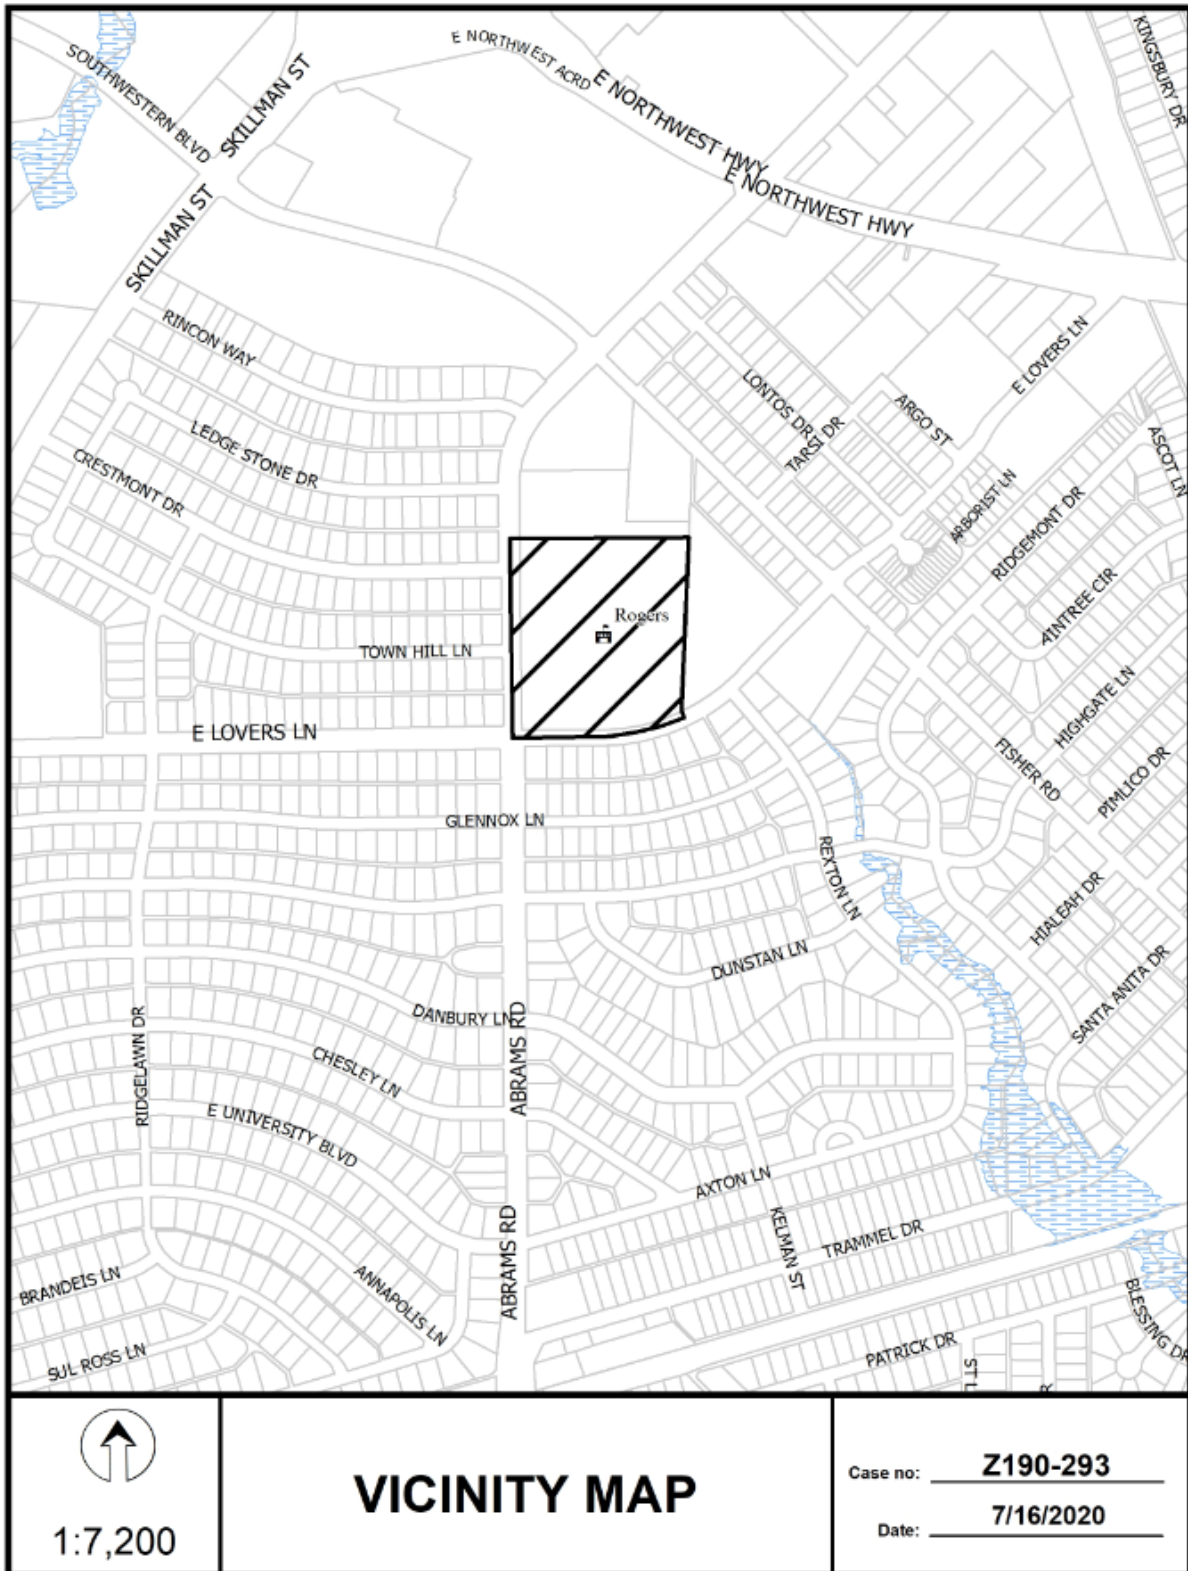 E NORTHWEST ACRD
KINGSBURY DR
SOUTHWESTERN BLVD
SKILLMAN ST
E NORTHWEST HWY
E NORTHWEST HWY
SKILLMAN ST
RINCON WAY
E LOVERS LN
LONTOS DR
ARGO ST
TARSI DR
LEDGE STONE DR
CRESTMONT DR
ASCOT LN
ARBORIST LN
RIDGEMONT DR
AINTREE CIR
Rogers
TOWN HILL LN
E LOVERS LN
HIGHGATE LN
FISHER RD
PIMLICO DR
GLENNOX LN
REXTON LN
HIALEAH DR
DUNSTAN LN
SANTA ANITA DR
DANBURY LN
ABRAMS RD
RIDGELAWN DR
CHESLEY LN
E UNIVERSITY BLVD
AXTON LN
KELMAN ST
TRAMMEL DR
ABRAMS RD
BRANDEIS LN
ANNAPOLIS LN
BLESSING DR
SUL ROSS LN
PATRICK DR
ST L
R
1:7,200
VICINITY MAP
Case no: Z190-293
Date: 7/16/2020